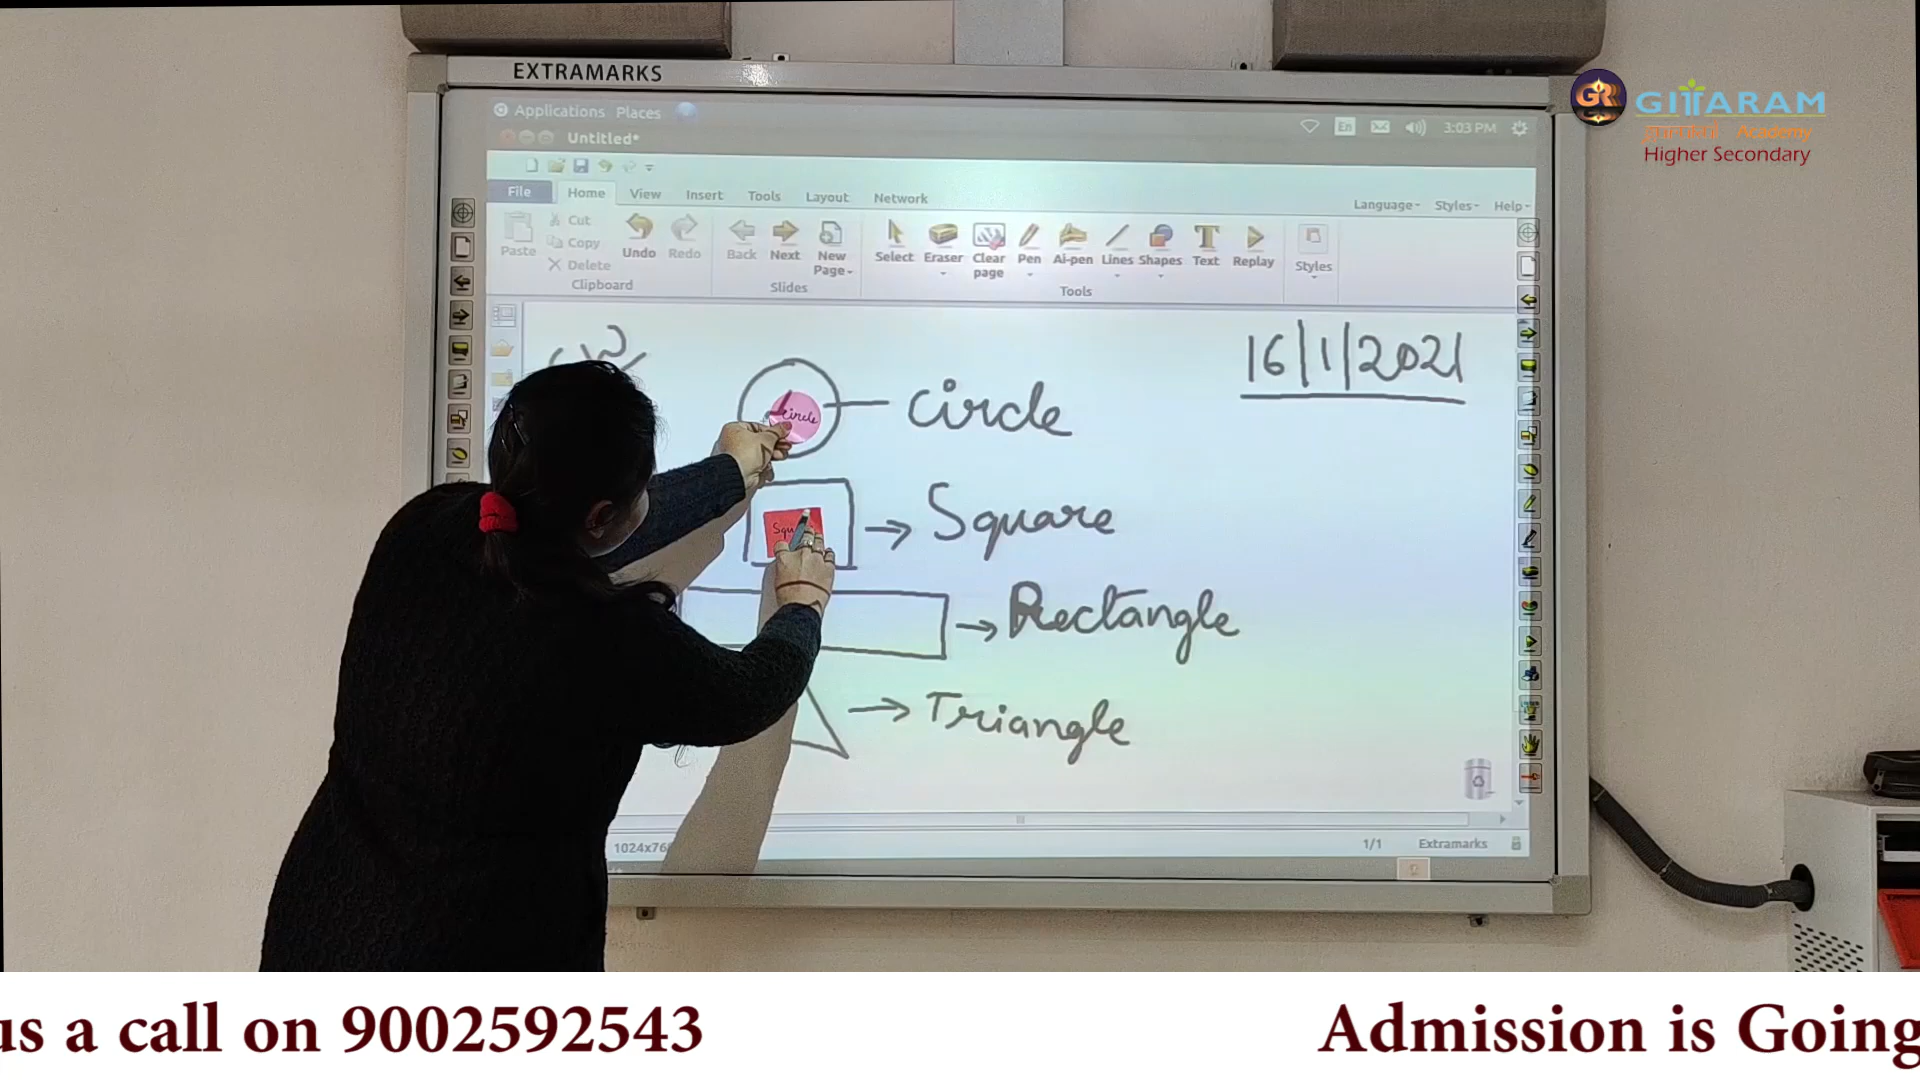 EXTRAMARKS
GITTARAM
Academy
Higher Secondary
Applications Places
En 3:03 PM
Untitled*
File Home View Insert Tools Layout Network
Language Styles Help
Paste Cut Copy Delete Undo Redo
Clipboard
Back Next New Page
Slides
Select Eraser Clear page Pen Ai-pen Lines Shapes Text Replay
Tools
Styles
16/1/2021
Circle
Circle
Square
Rectangle
Triangle
1/1 Extramarks
us a call on 9002592543
Admission is Going